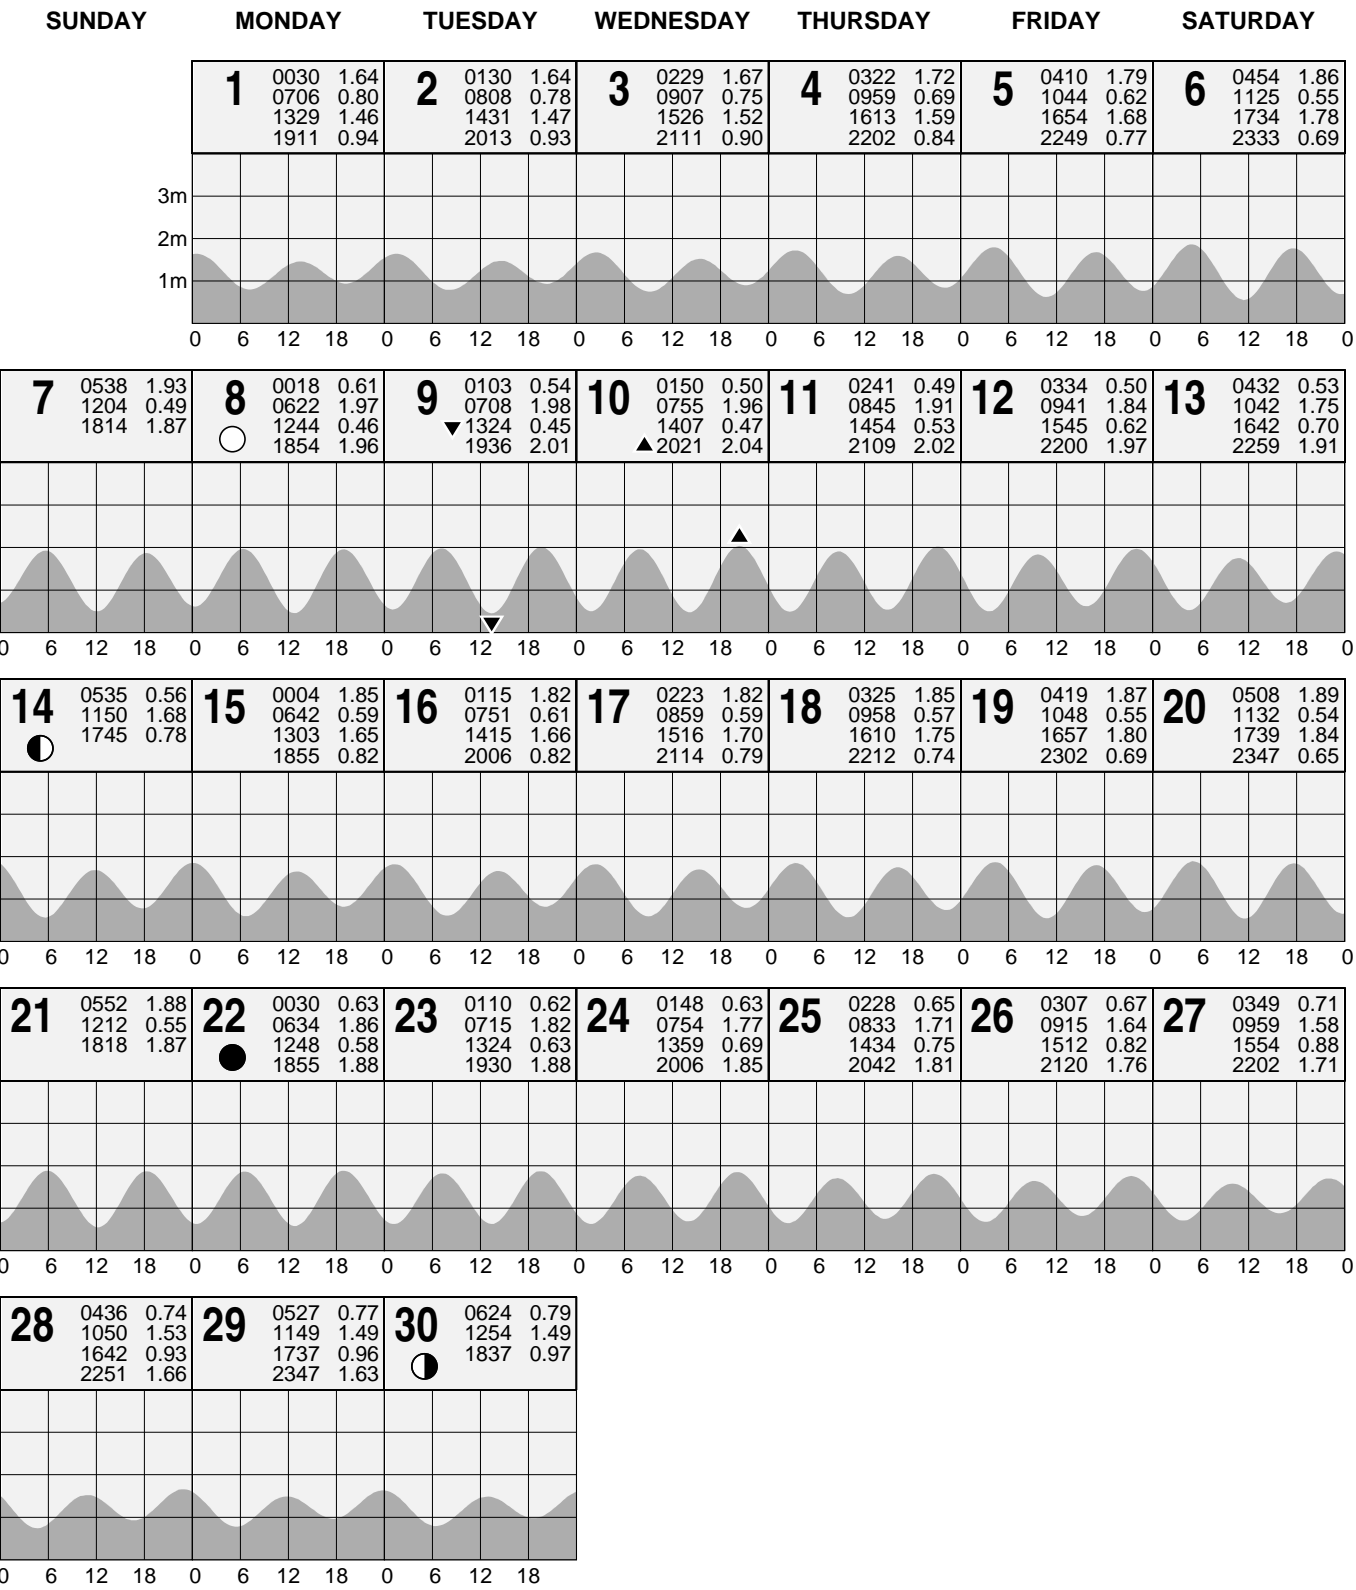 SUNDAY MONDAY TUESDAY WEDNESDAY THURSDAY FRIDAY SATURDAY
1 0030 1.64 2 0130 1.64 3 0229 1.67 4 0322 1.72 5 0410 1.79 6 0454 1.86
0706 0.80 0808 0.78 0907 0.75 0959 0.69 1044 0.62 1125 0.55
1329 1.46 1431 1.47 1526 1.52 1613 1.59 1654 1.68 1734 1.78
1911 0.94 2013 0.93 2111 0.90 2202 0.84 2249 0.77 2333 0.69
3m
2m
1m
0 6 12 18 0 6 12 18 0 6 12 18 0 6 12 18 0 6 12 18 0 6 12 18 0
7 0538 1.93 8 0018 0.61 9 0103 0.54 10 0150 0.50 11 0241 0.49 12 0334 0.50 13 0432 0.53
1204 0.49 0622 1.97 0708 1.98 0755 1.96 0845 1.91 0941 1.84 1042 1.75
1814 1.87 1244 0.46 ▼1324 0.45 1407 0.47 1454 0.53 1545 0.62 1642 0.70
1854 1.96 1936 2.01 ▲2021 2.04 2109 2.02 2200 1.97 2259 1.91
0 6 12 18 0 6 12 18 0 6 12 18 0 6 12 18 0 6 12 18 0 6 12 18 0 6 12 18 0
14 0535 0.56 15 0004 1.85 16 0115 1.82 17 0223 1.82 18 0325 1.85 19 0419 1.87 20 0508 1.89
1150 1.68 0642 0.59 0751 0.61 0859 0.59 0958 0.57 1048 0.55 1132 0.54
1745 0.78 1303 1.65 1415 1.66 1516 1.70 1610 1.75 1657 1.80 1739 1.84
1855 0.82 2006 0.82 2114 0.79 2212 0.74 2302 0.69 2347 0.65
0 6 12 18 0 6 12 18 0 6 12 18 0 6 12 18 0 6 12 18 0 6 12 18 0 6 12 18 0
21 0552 1.88 22 0030 0.63 23 0110 0.62 24 0148 0.63 25 0228 0.65 26 0307 0.67 27 0349 0.71
1212 0.55 0634 1.86 0715 1.82 0754 1.77 0833 1.71 0915 1.64 0959 1.58
1818 1.87 1248 0.58 1324 0.63 1359 0.69 1434 0.75 1512 0.82 1554 0.88
1855 1.88 1930 1.88 2006 1.85 2042 1.81 2120 1.76 2202 1.71
0 6 12 18 0 6 12 18 0 6 12 18 0 6 12 18 0 6 12 18 0 6 12 18 0 6 12 18 0
28 0436 0.74 29 0527 0.77 30 0624 0.79
1050 1.53 1149 1.49 1254 1.49
1642 0.93 1737 0.96 1837 0.97
2251 1.66 2347 1.63
0 6 12 18 0 6 12 18 0 6 12 18